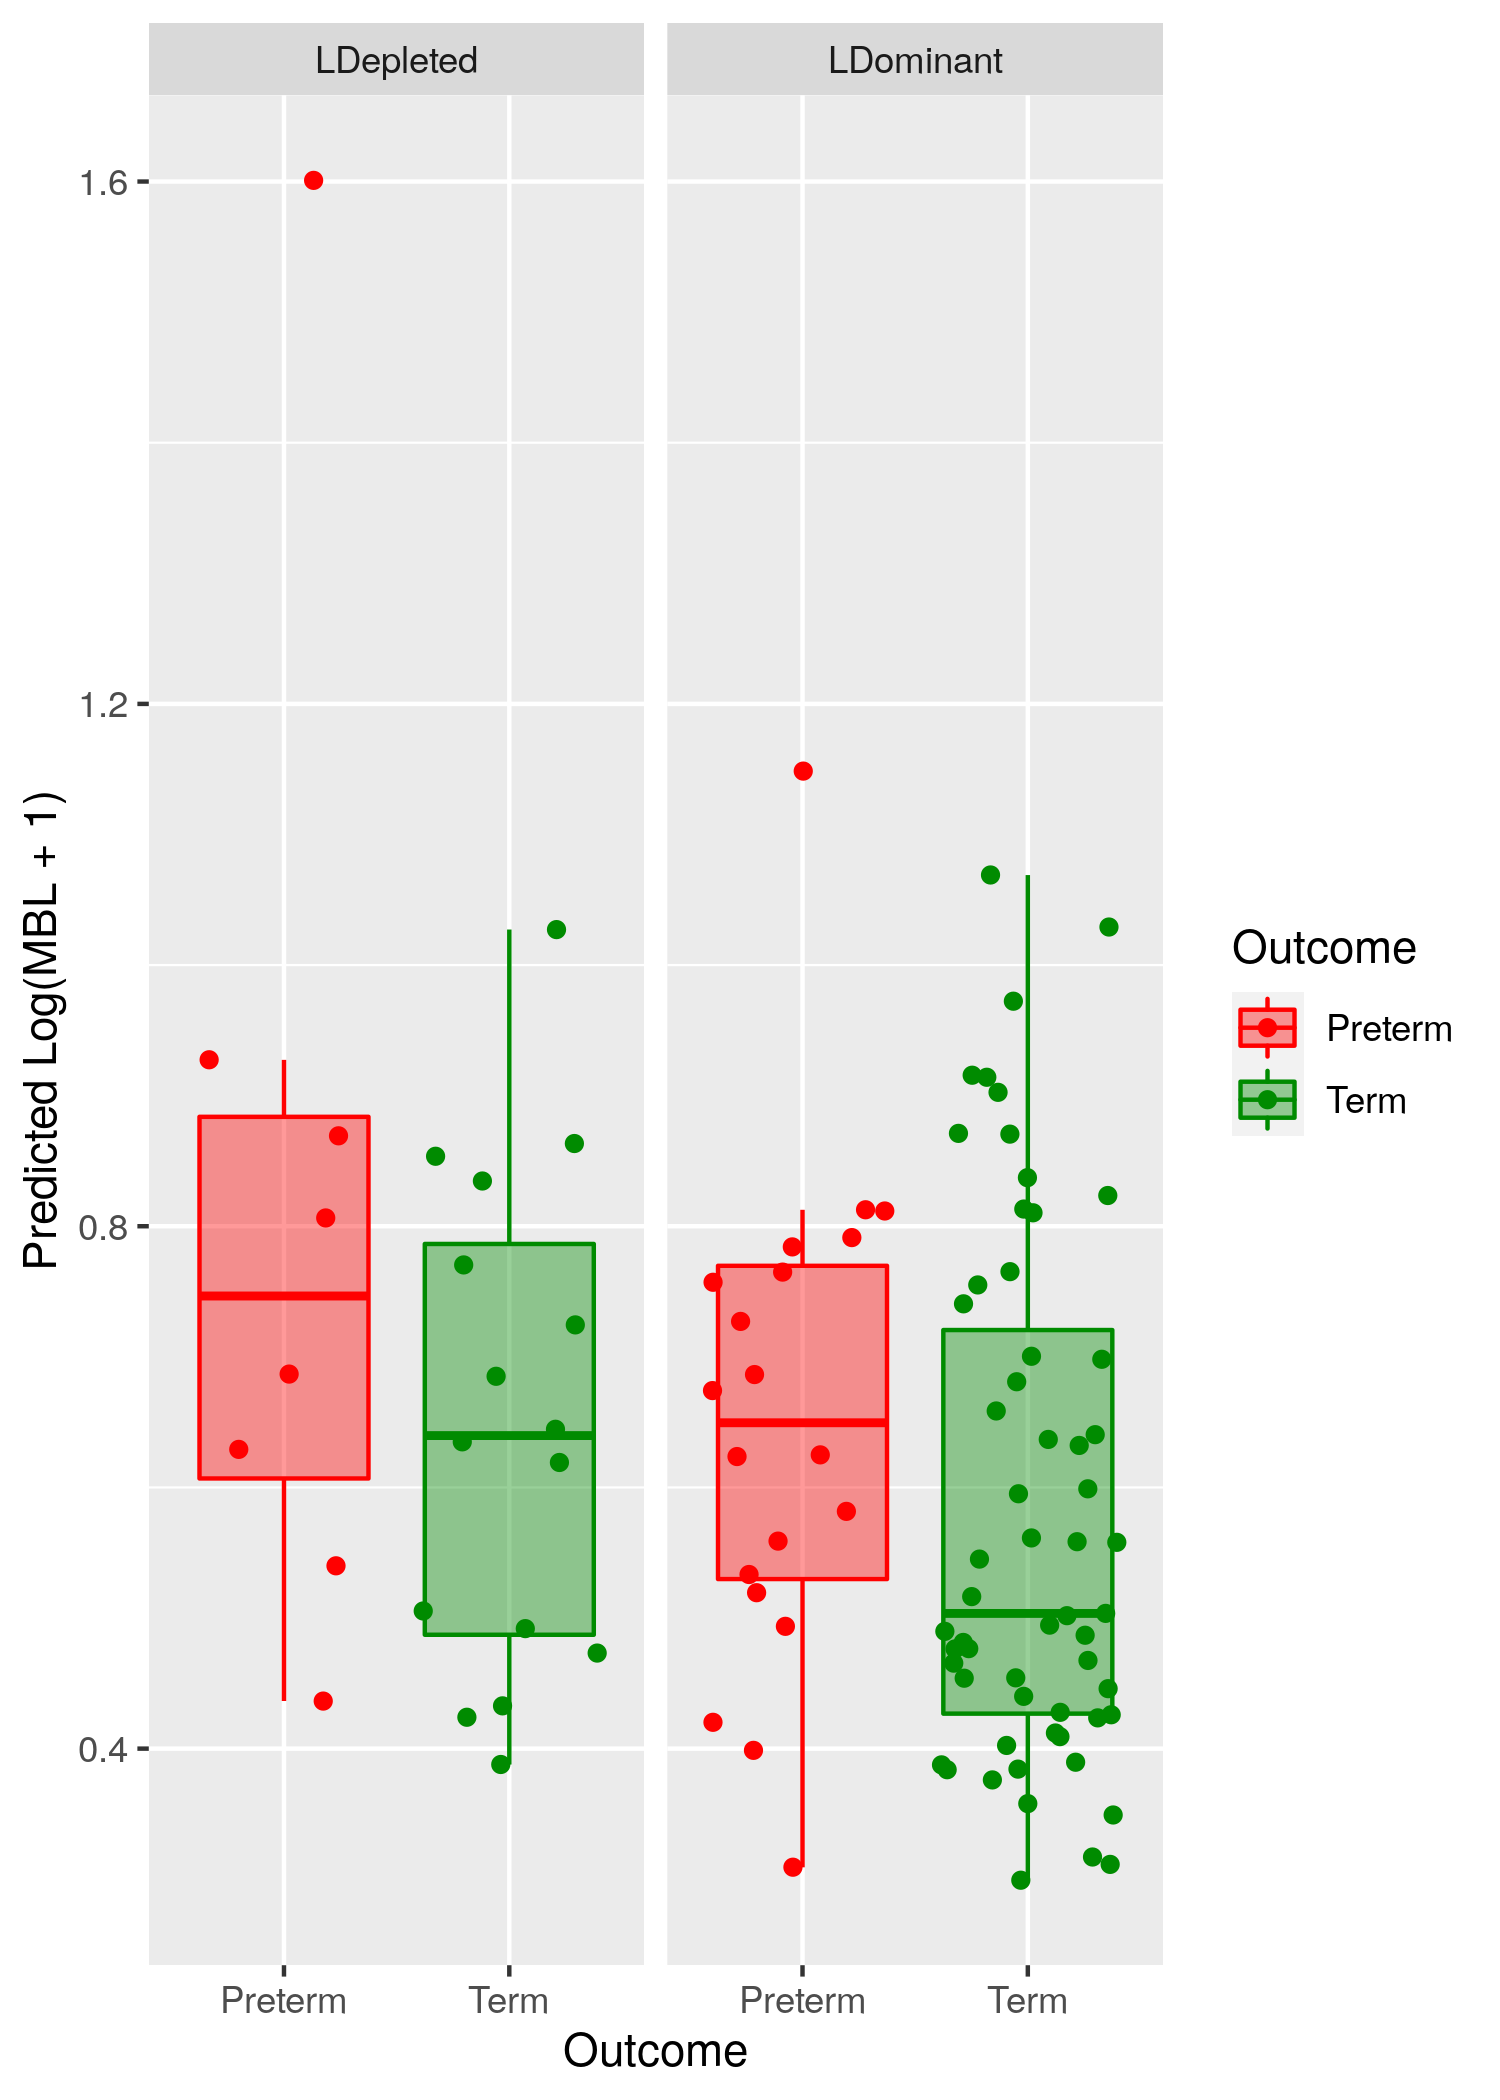 LDepleted
LDominant
1.6
1.2
0.8
0.4
Predicted Log(MBL + 1)
Preterm
Term
Preterm
Term
Outcome
Outcome
Preterm
Term